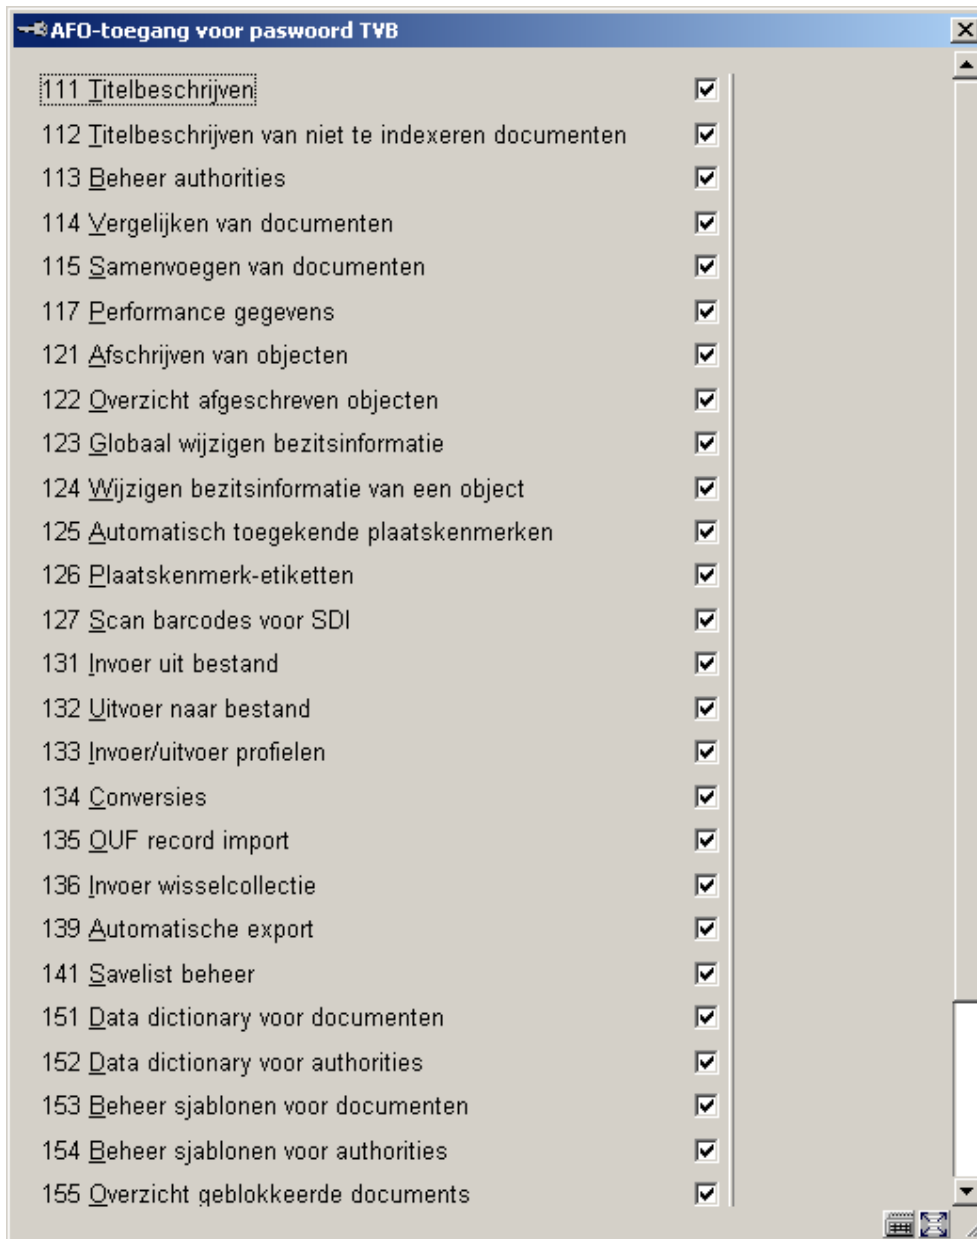 AFO-toegang voor paswoord TVB
111 Titelbeschrijven
112 Titelbeschrijven van niet te indexeren documenten
113 Beheer authorities
114 Vergelijken van documenten
115 Samenvoegen van documenten
117 Performance gegevens
121 Afschrijven van objecten
122 Overzicht afgeschreven objecten
123 Globaal wijzigen bezitsinformatie
124 Wijzigen bezitsinformatie van een object
125 Automatisch toegekende plaatskenmerken
126 Plaatskenmerk-etiketten
127 Scan barcodes voor SDI
131 Invoer uit bestand
132 Uitvoer naar bestand
133 Invoer/uitvoer profielen
134 Conversies
135 OUF record import
136 Invoer wisselcollectie
139 Automatische export
141 Savelist beheer
151 Data dictionary voor documenten
152 Data dictionary voor authorities
153 Beheer sjablonen voor documenten
154 Beheer sjablonen voor authorities
155 Overzicht geblokkeerde documents